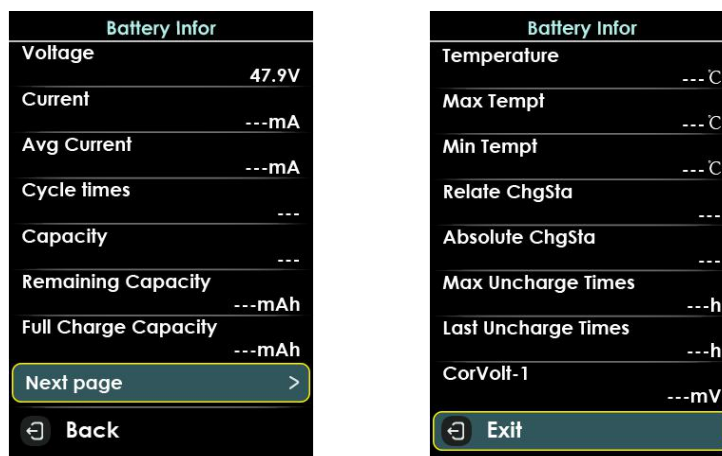 Battery Infor
Voltage
47.9V
Current
---mA
Avg Current
---mA
Cycle times
---
Capacity
---
Remaining Capacity
---mAh
Full Charge Capacity
---mAh
Next page >
Back
Battery Infor
Temperature
---℃
Max Tempt
---℃
Min Tempt
---℃
Relate ChgSta
---
Absolute ChgSta
---
Max Uncharge Times
---h
Last Uncharge Times
---h
CorVolt-1
---mV
Exit